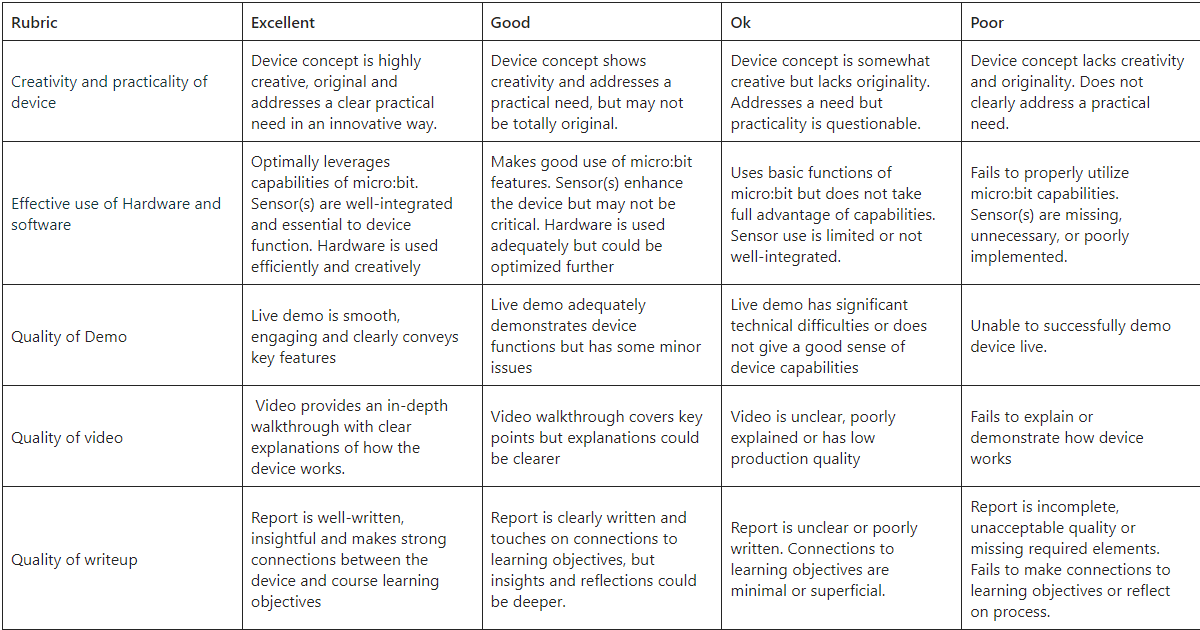 Rubric
Excellent
Good
Ok
Poor
Creativity and practicality of
device
Device concept is highly
creative, original and
addresses a clear practical
need in an innovative way.
Device concept shows
creativity and addresses a
practical need, but may not
be totally original.
Device concept is somewhat
creative but lacks originality.
Addresses a need but
practicality is questionable.
Device concept lacks creativity
and originality. Does not
clearly address a practical
need.
Effective use of Hardware and
software
Optimally leverages
capabilities of micro:bit.
Sensor(s) are well-integrated
and essential to device
function. Hardware is used
efficiently and creatively
Makes good use of micro:bit
features. Sensor(s) enhance
the device but may not be
critical. Hardware is used
adequately but could be
optimized further
Uses basic functions of
micro:bit but does not take
full advantage of capabilities.
Sensor use is limited or not
well-integrated.
Fails to properly utilize
micro:bit capabilities.
Sensor(s) are missing,
unnecessary, or poorly
implemented.
Quality of Demo
Live demo is smooth,
engaging and clearly conveys
key features
Live demo adequately
demonstrates device
functions but has some minor
issues
Live demo has significant
technical difficulties or does
not give a good sense of
device capabilities
Unable to successfully demo
device live.
Quality of video
Video provides an in-depth
walkthrough with clear
explanations of how the
device works.
Video walkthrough covers key
points but explanations could
be clearer
Video is unclear, poorly
explained or has low
production quality
Fails to explain or
demonstrate how device
works
Quality of writeup
Report is well-written,
insightful and makes strong
connections between the
device and course learning
objectives
Report is clearly written and
touches on connections to
learning objectives, but
insights and reflections could
be deeper.
Report is unclear or poorly
written. Connections to
learning objectives are
minimal or superficial.
Report is incomplete,
unacceptable quality or
missing required elements.
Fails to make connections to
learning objectives or reflect
on process.